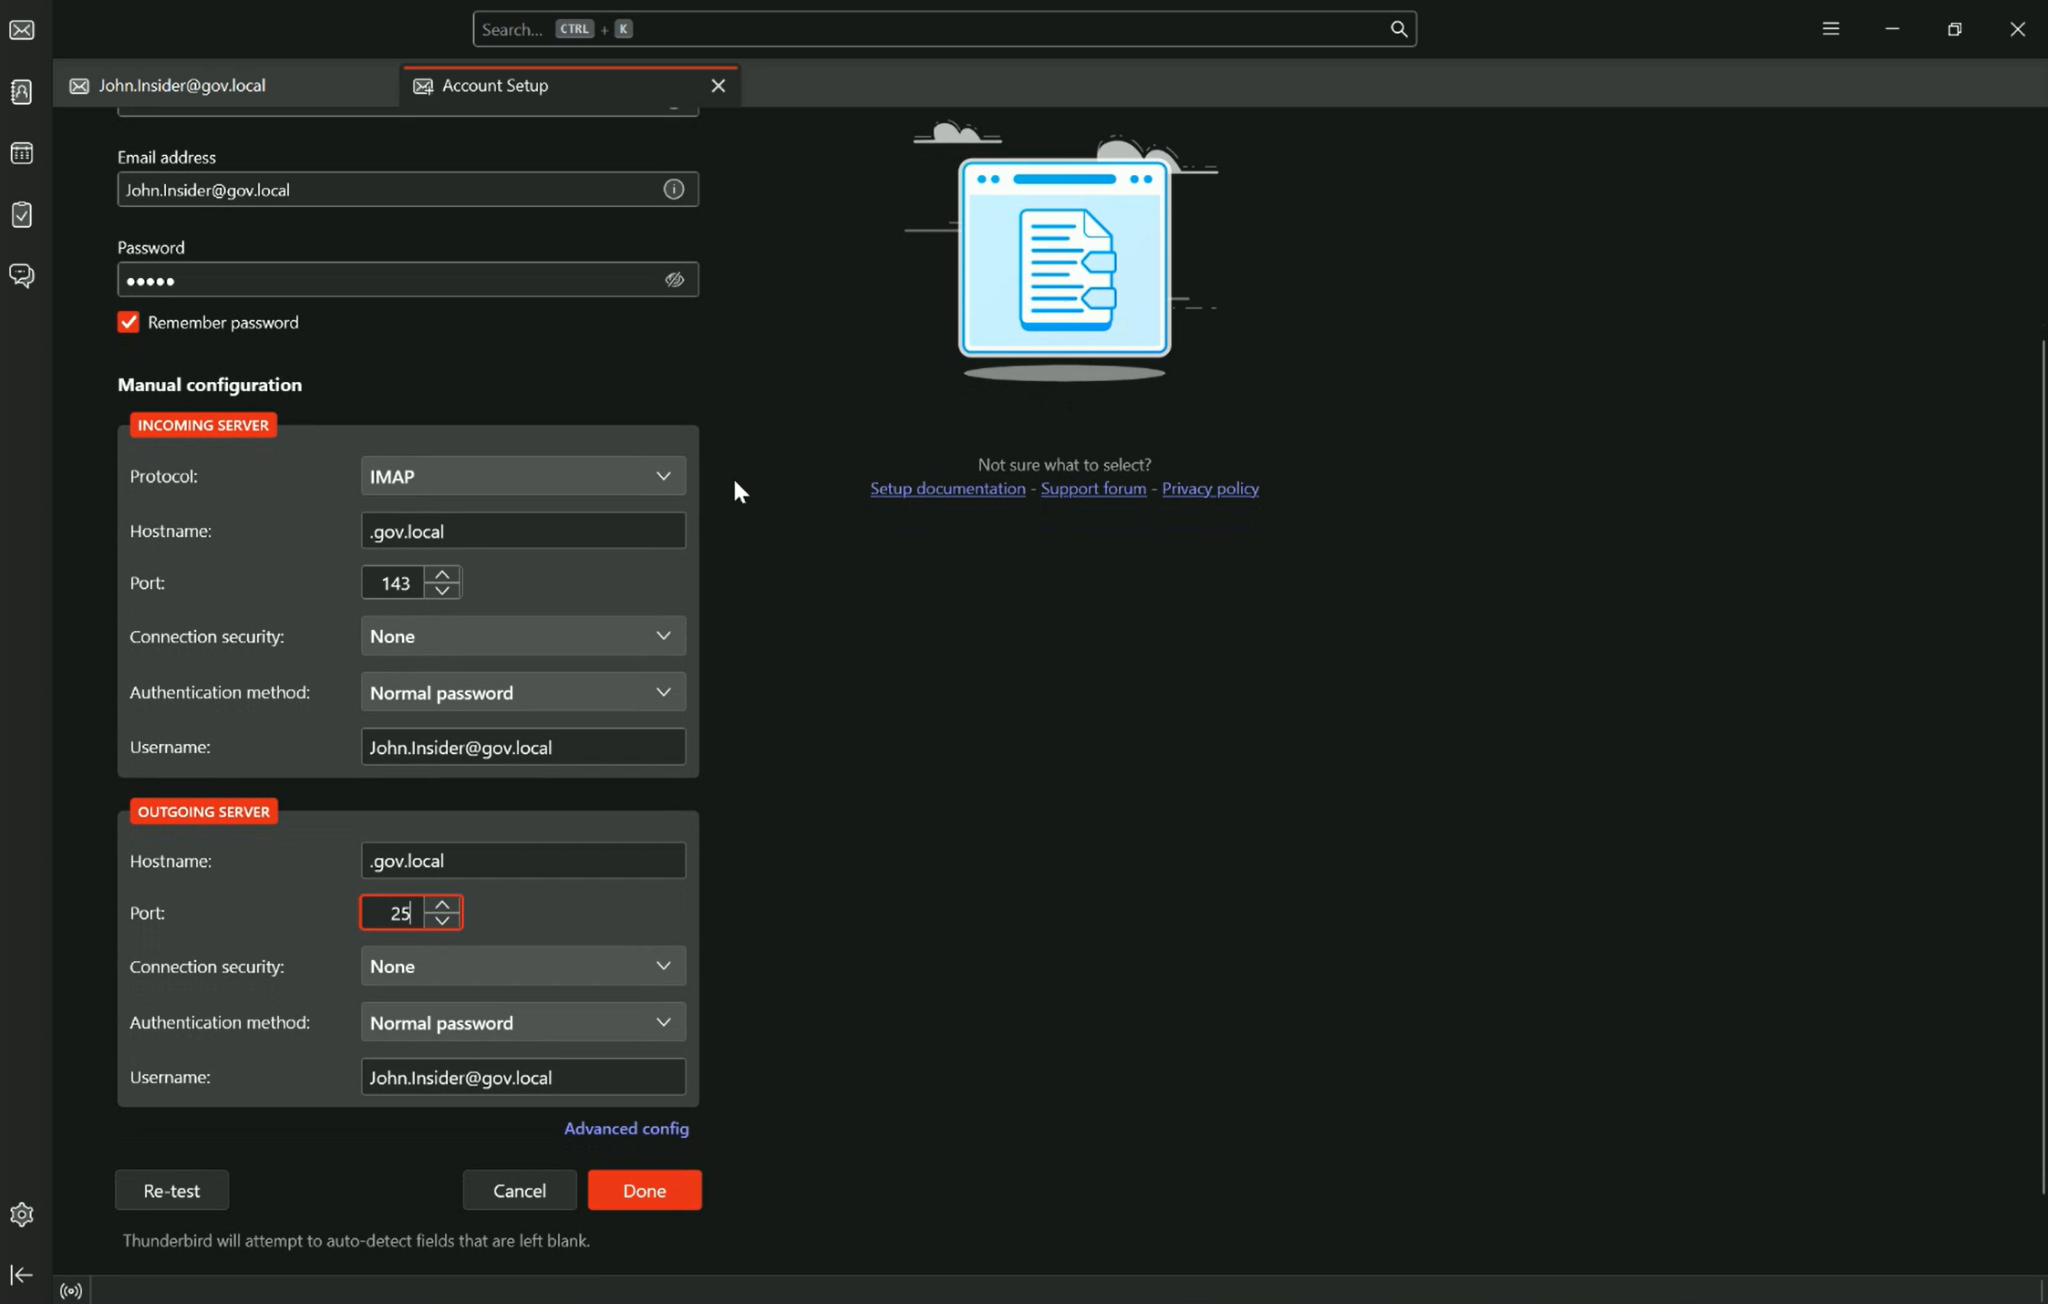 Search... CTRL + K
John.Insider@gov.local
Account Setup
Email address
John.Insider@gov.local
Password
Remember password
Manual configuration
INCOMING SERVER
Protocol: IMAP
Hostname: .gov.local
Port: 143
Connection security: None
Authentication method: Normal password
Username: John.Insider@gov.local
OUTGOING SERVER
Hostname: .gov.local
Port: 25
Connection security: None
Authentication method: Normal password
Username: John.Insider@gov.local
Advanced config
Re-test Cancel Done
Thunderbird will attempt to auto-detect fields that are left blank.
Not sure what to select?
Setup documentation - Support forum - Privacy policy